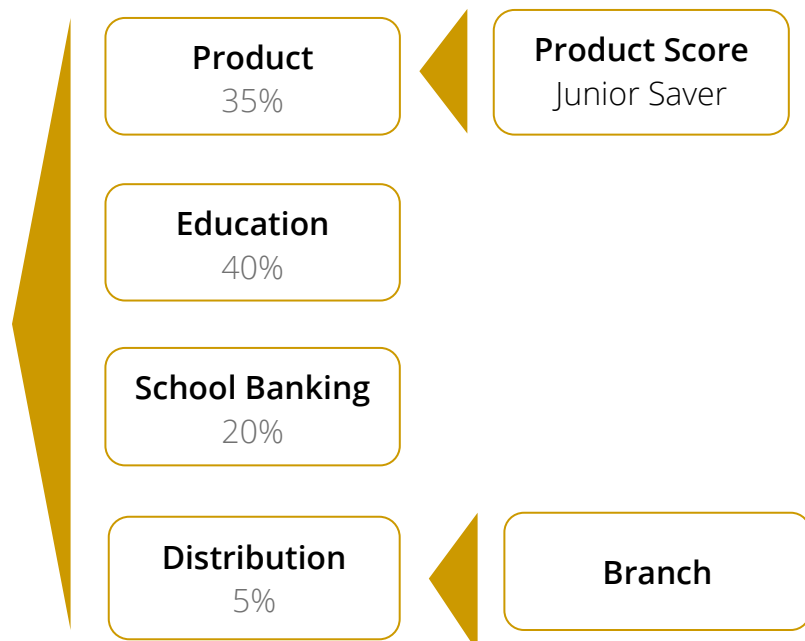 Product
35%
Product Score
Junior Saver
Education
40%
School Banking
20%
Distribution
5%
Branch